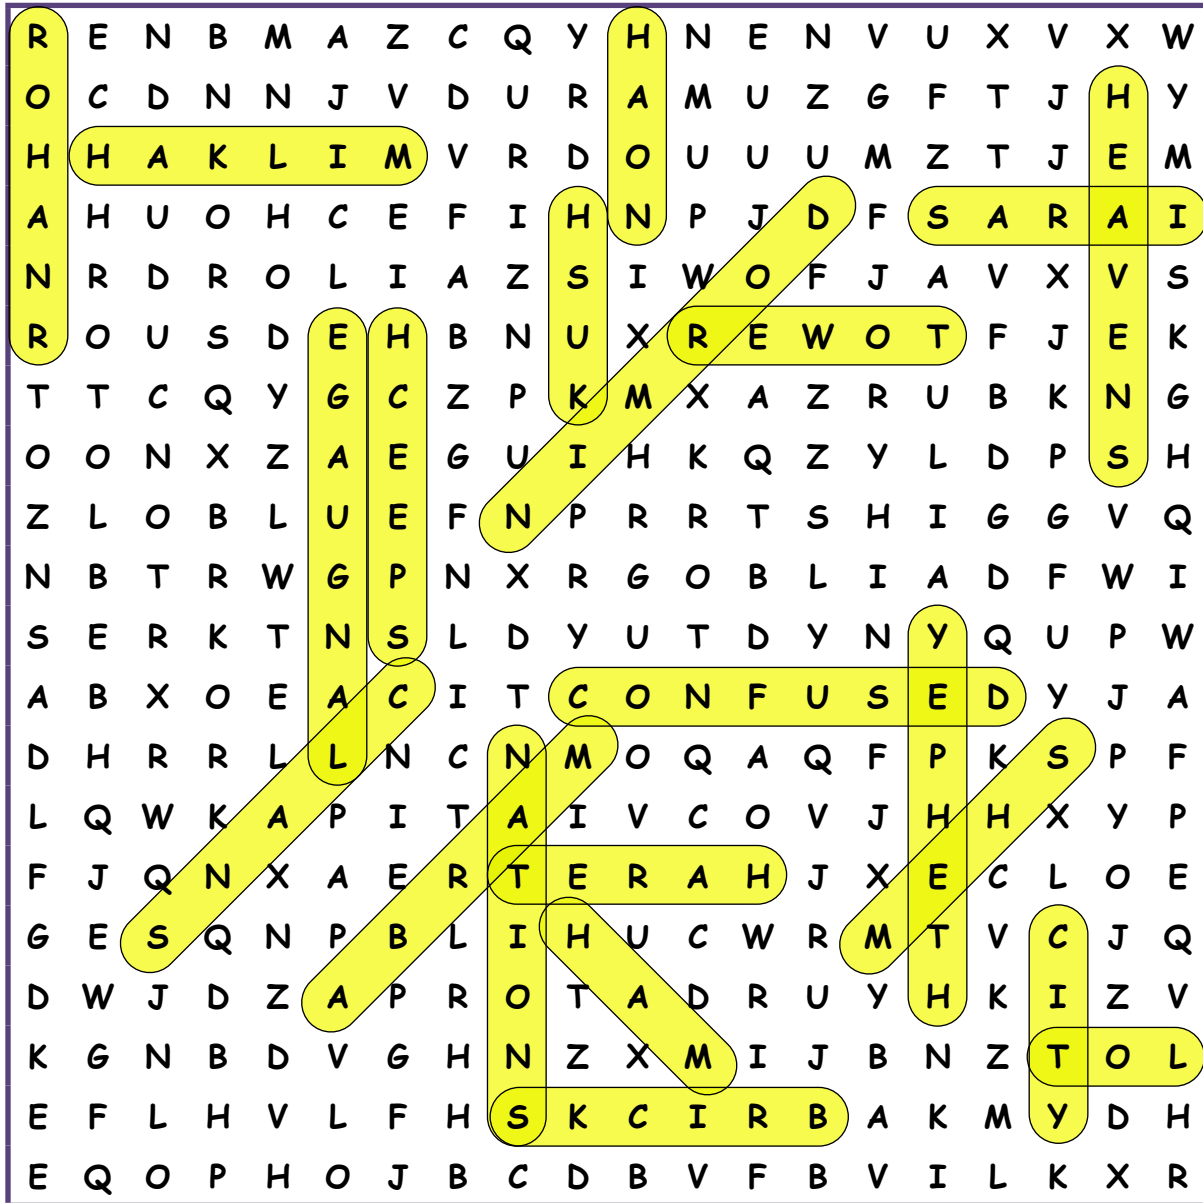 R E N B M A Z C Q Y H N E N V U X V X W
O C D N N J V D U R A M U Z G F T J H Y
H H A K L I M V R D O U U U M Z T J E M
A H U O H C E F I H N P J D F S A R A I
N R D R O L I A Z S I W O F J A V X V S
R O U S D E H B N U X R E W O T F J E K
T T C Q Y G C Z P K M X A Z R U B K N G
O O N X Z A E G U I H K Q Z Y L D P S H
Z L O B L U E F N P R R T S H I G G V Q
N B T R W G P N X R G O B L I A D F W I
S E R K T N S L D Y U T D Y N Y Q U P W
A B X O E A C I T C O N F U S E D Y J A
D H R R L L N C N M O Q A Q F P K S P F
L Q W K A P I T A I V C O V J H H X Y P
F J Q N X A E R T E R A H J X E C L O E
G E S Q N P B L I H U C W R M T V C J Q
D W J D Z A P R O T A D R U Y H K I Z V
K G N B D V G H N Z X M I J B N Z T O L
E F L H V L F H S K C I R B A K M Y D H
E Q O P H O J B C D B V F B V I L K X R